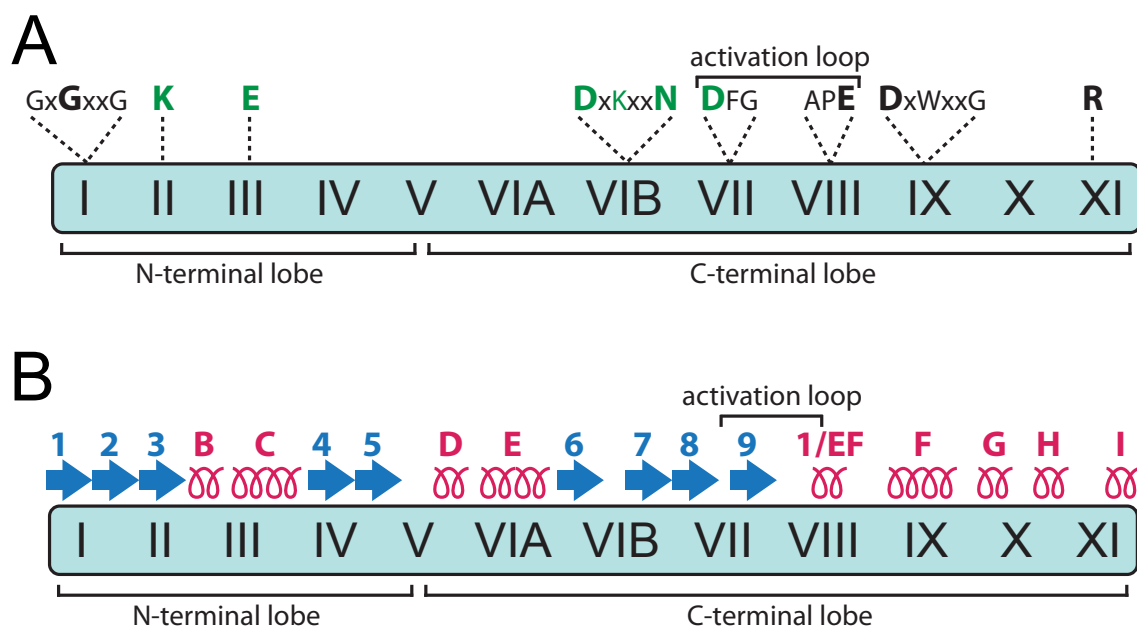 A
activation loop
GxGxxG K E DxKxxN DFG APE DxWxxG R
I II III IV V VIA VIB VII VIII IX X XI
N-terminal lobe C-terminal lobe
B
activation loop
1 2 3 B C 4 5 D E 6 7 8 9 1/EF F G H I
I II III IV V VIA VIB VII VIII IX X XI
N-terminal lobe C-terminal lobe